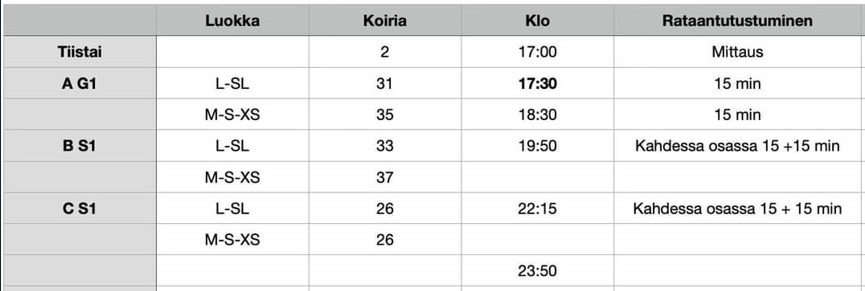 Luokka Koiria Klo Rataantutustuminen
Tiistai 2 17:00 Mittaus
A G1 L-SL 31 17:30 15 min
M-S-XS 35 18:30 15 min
B S1 L-SL 33 19:50 Kahdessa osassa 15 +15 min
M-S-XS 37
C S1 L-SL 26 22:15 Kahdessa osassa 15 + 15 min
M-S-XS 26
23:50